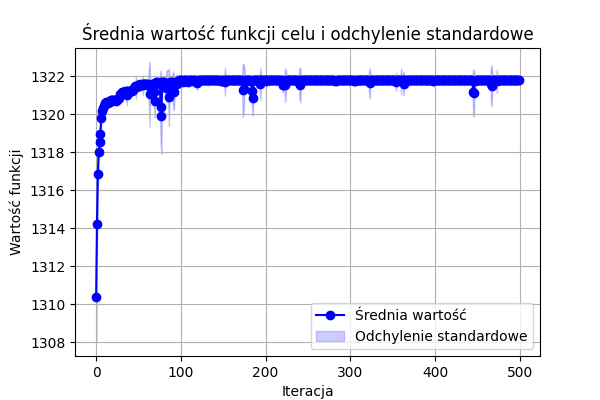 Średnia wartość funkcji celu i odchylenie standardowe
Wartość funkcji
1322
1320
1318
1316
1314
1312
1310
1308
Średnia wartość
Odchylenie standardowe
0 100 200 300 400 500
Iteracja